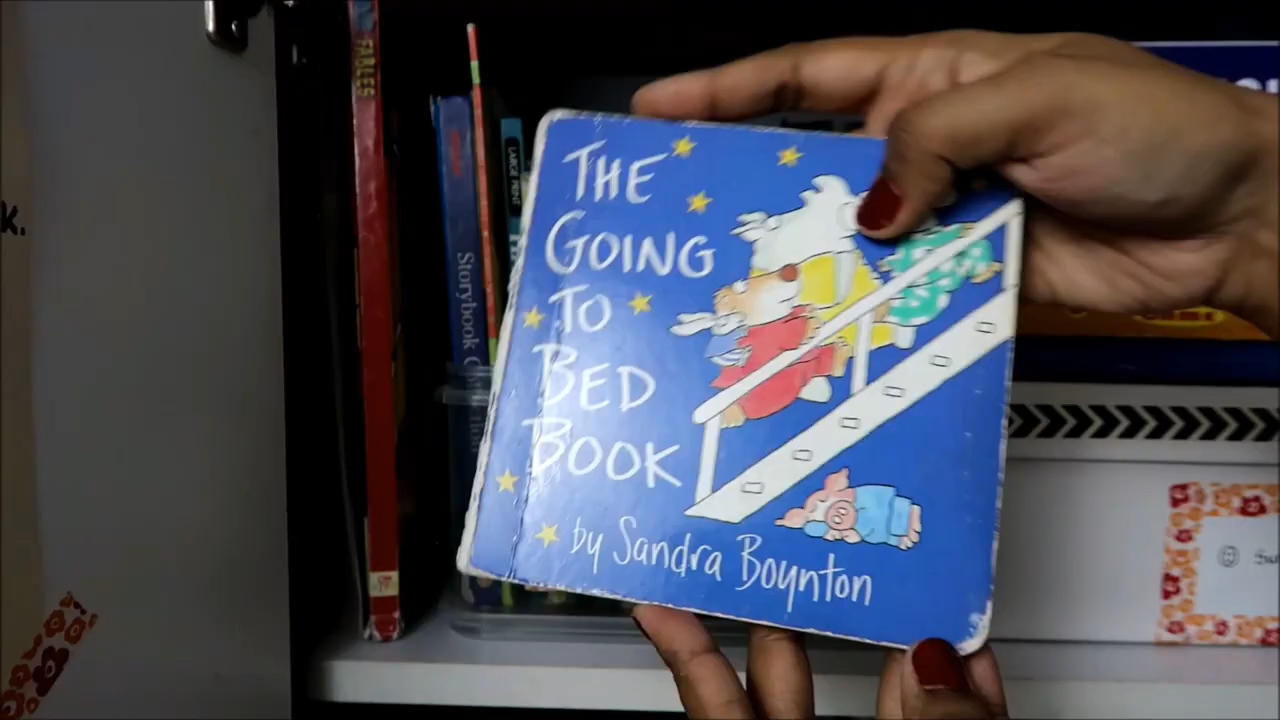 k.
FABLES
Storybook
LARGE PRINT
THE
GOING
TO
BED
BOOK
by Sandra Boynton